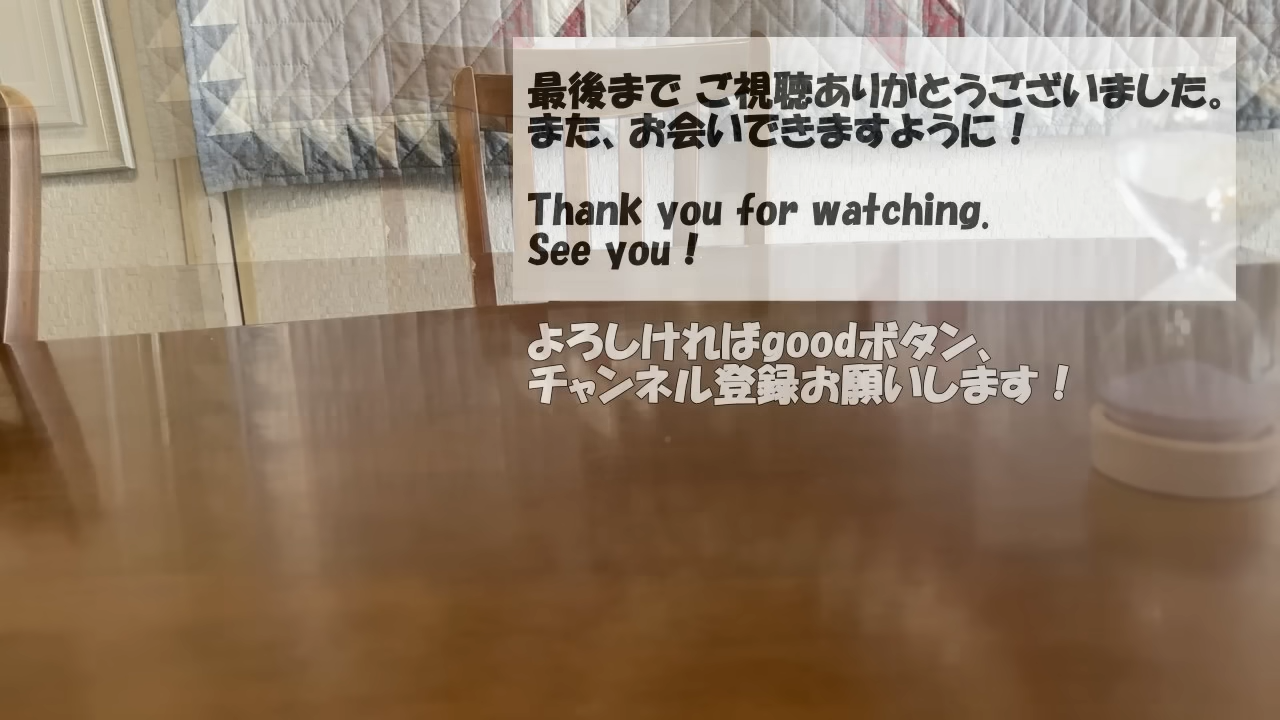 最後まで ご視聴ありがとうございました。
また、お会いできますように！
Thank you for watching.
See you！
よろしければgoodボタン、
チャンネル登録お願いします！